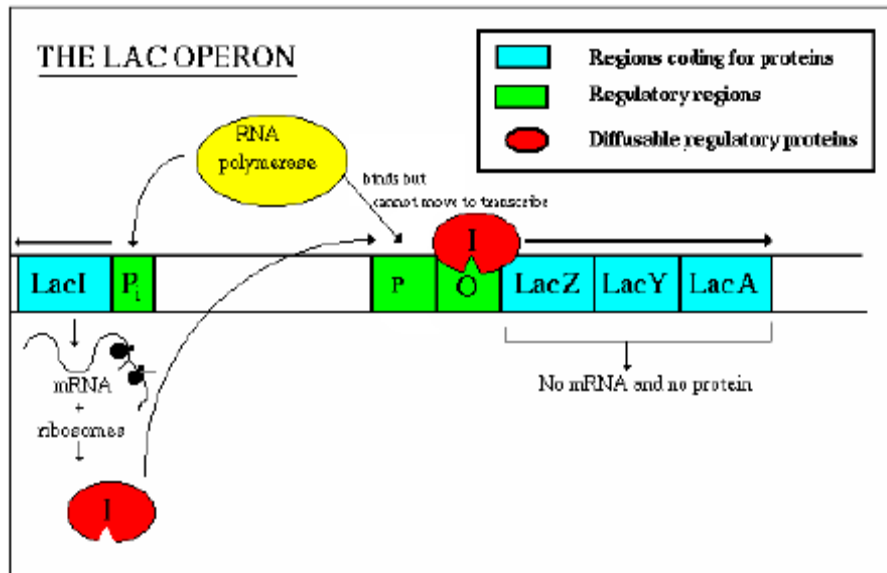 THE LAC OPERON
Regions coding for proteins
Regulatory regions
Diffusable regulatory proteins
RNA
polymerase
binds but
cannot move to transcribe
I
LacI
Pi
P
O
LacZ
LacY
LacA
mRNA
+
ribosomes
No mRNA and no protein
I